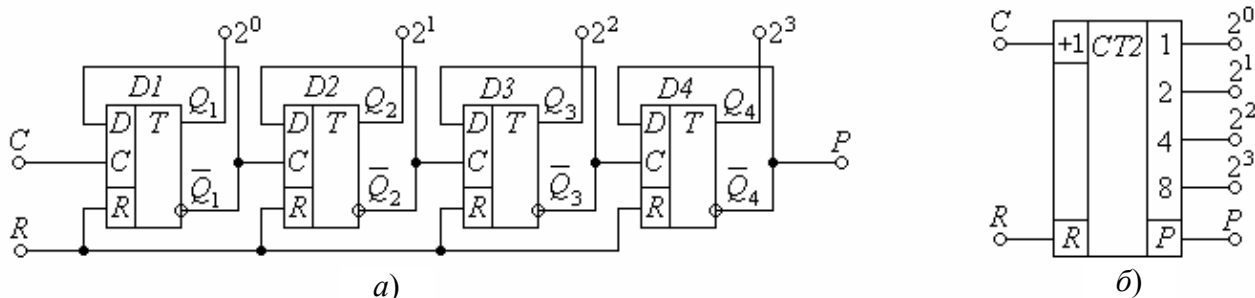 2⁰ 2¹ 2² 2³
D1 D2 D3 D4
D T Q₁ D T Q₂ D T Q₃ D T Q₄
C C C C C P
Q̅₁ Q̅₂ Q̅₃ Q̅₄
R R R R R
а)
C +1 CT2 1 2⁰
2 2¹
4 2²
8 2³
R R P P
б)